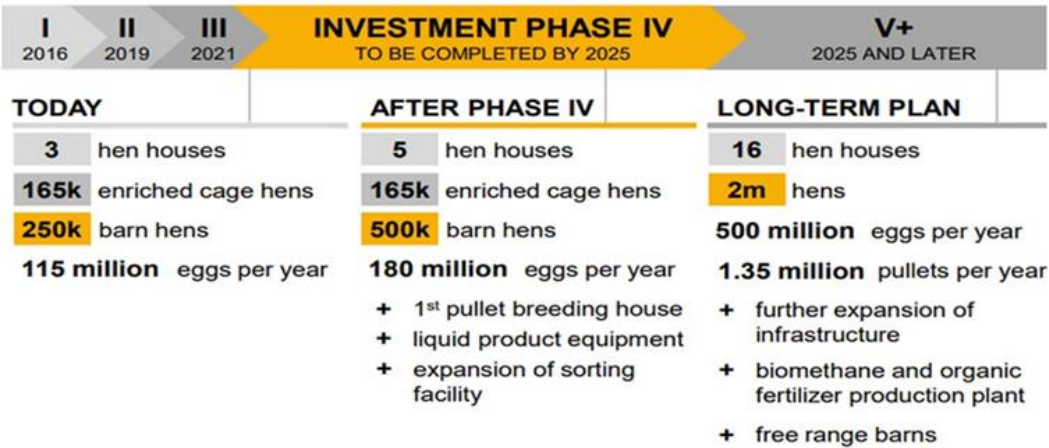 I
2016
II
2019
III
2021
INVESTMENT PHASE IV
TO BE COMPLETED BY 2025
V+
2025 AND LATER
TODAY
3 hen houses
165k enriched cage hens
250k barn hens
115 million eggs per year
AFTER PHASE IV
5 hen houses
165k enriched cage hens
500k barn hens
180 million eggs per year
+ 1st pullet breeding house
+ liquid product equipment
+ expansion of sorting
facility
LONG-TERM PLAN
16 hen houses
2m hens
500 million eggs per year
1.35 million pullets per year
+ further expansion of
infrastructure
+ biomethane and organic
fertilizer production plant
+ free range barns